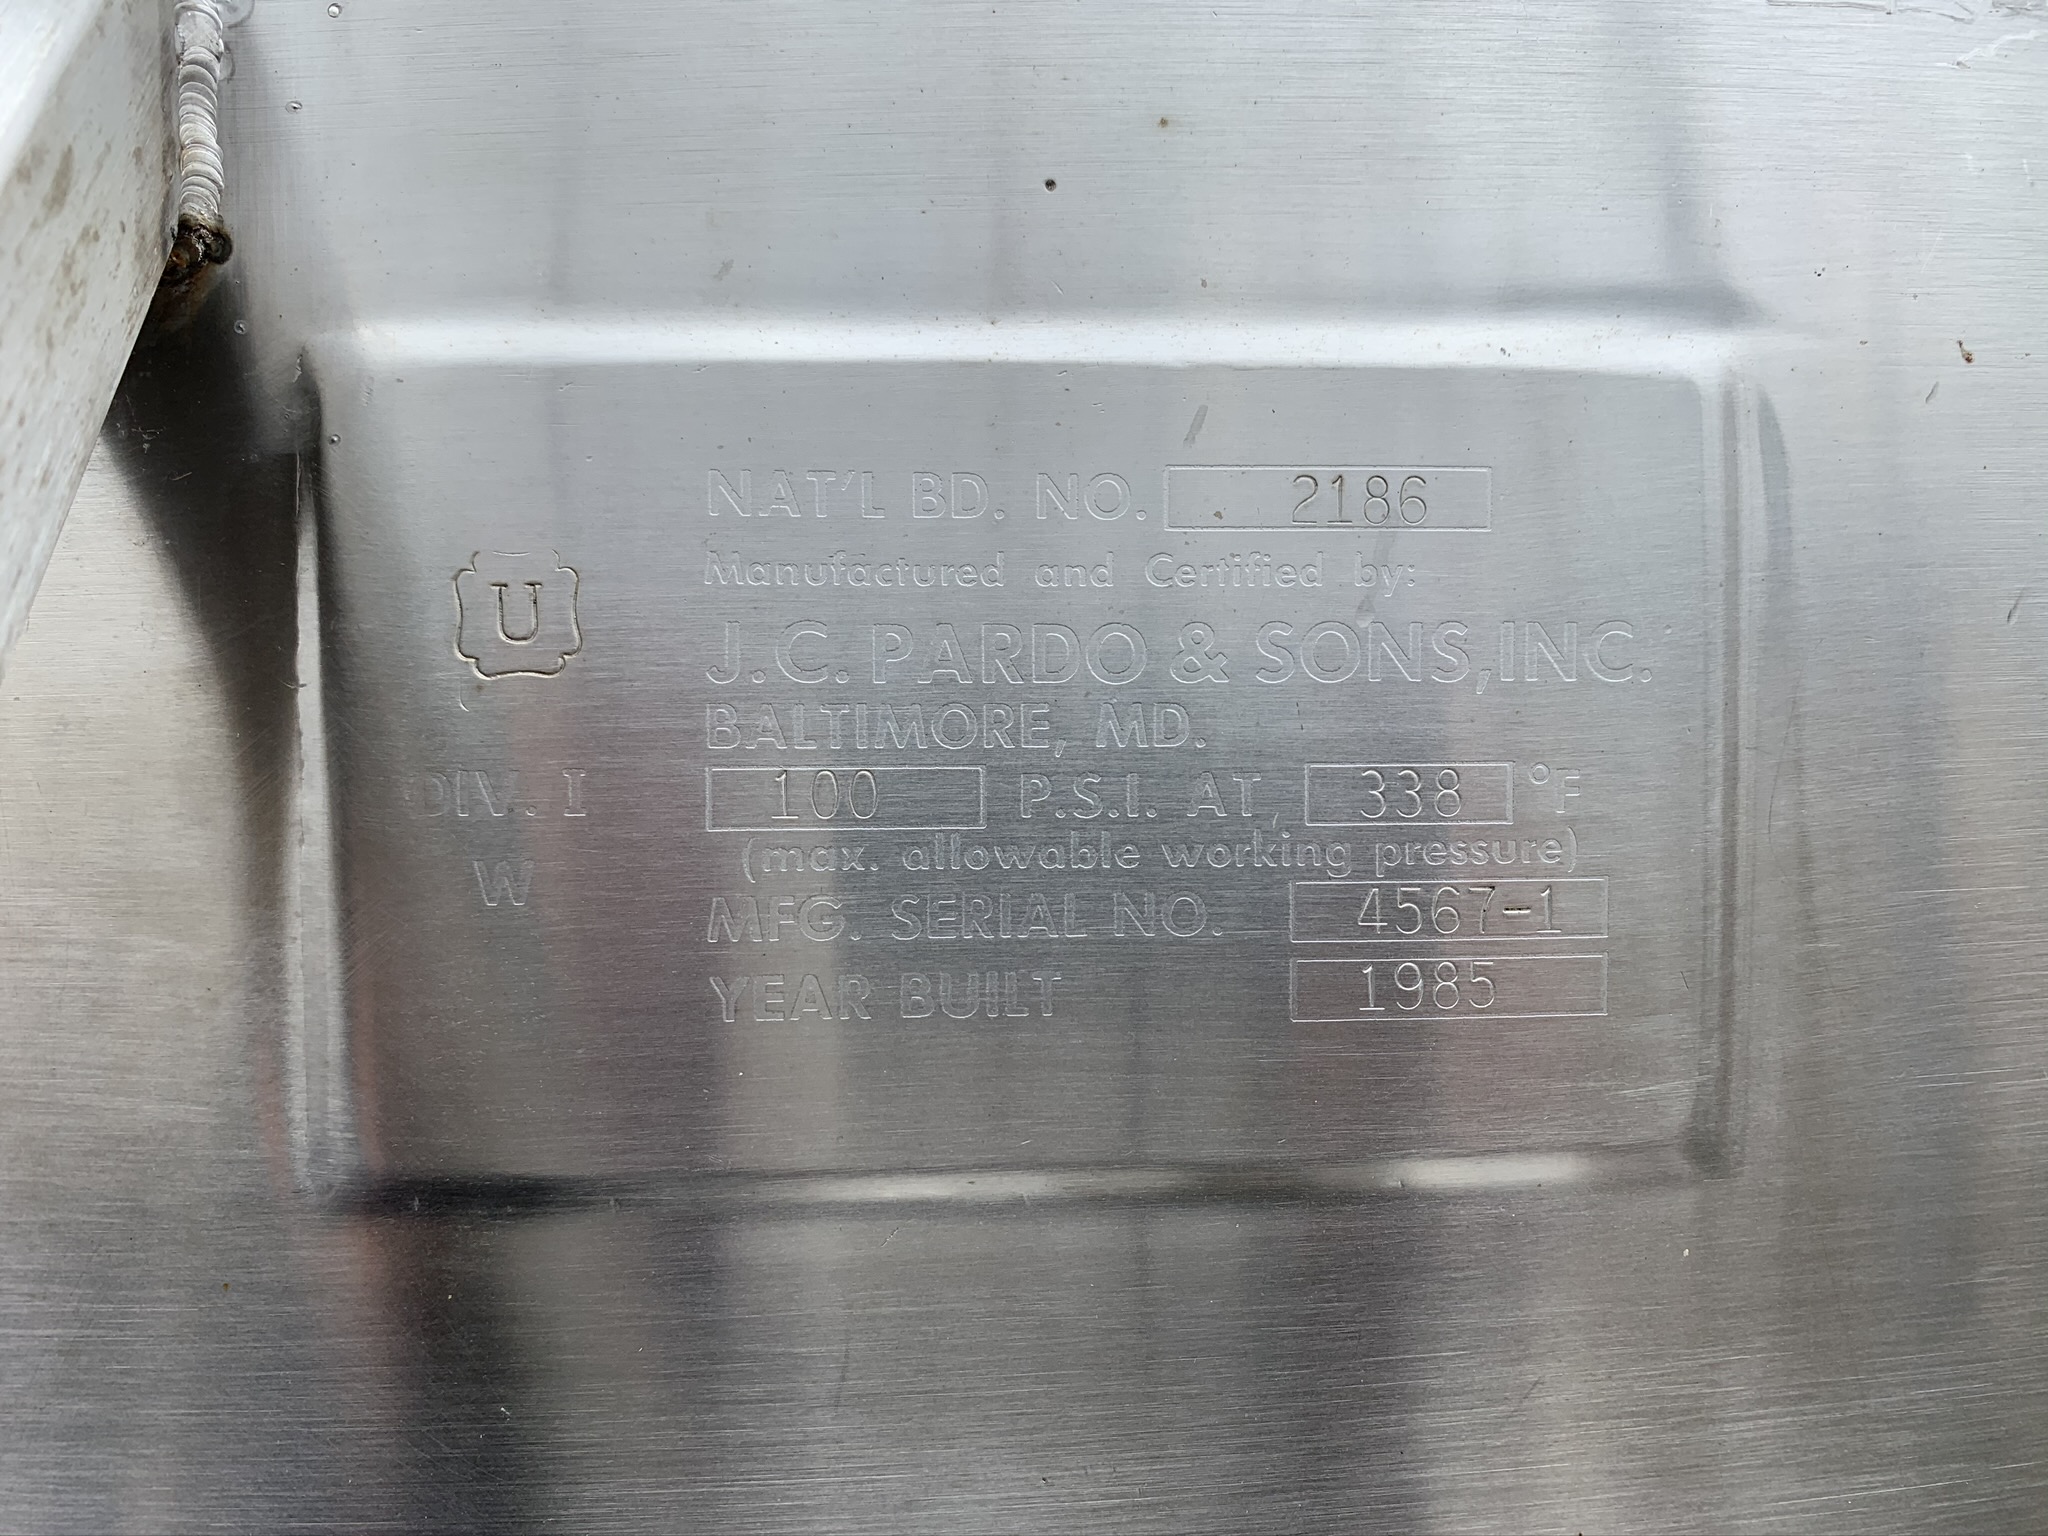 NAT'L BD. NO. 2186
Manufactured and Certified by:
U
J.C. PARDO & SONS, INC.
BALTIMORE, MD.
DIV. I 100 P.S.I. AT 338 °F
(max. allowable working pressure)
W
MFG. SERIAL NO. 4567-1
YEAR BUILT 1985